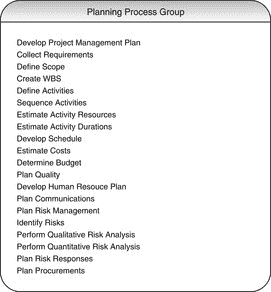 Planning Process Group
Develop Project Management Plan
Collect Requirements
Define Scope
Create WBS
Define Activities
Sequence Activities
Estimate Activity Resources
Estimate Activity Durations
Develop Schedule
Estimate Costs
Determine Budget
Plan Quality
Develop Human Resouce Plan
Plan Communications
Plan Risk Management
Identify Risks
Perform Qualitative Risk Analysis
Perform Quantitative Risk Analysis
Plan Risk Responses
Plan Procurements